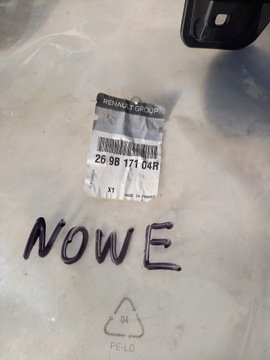 RENAULT GROUP
26 9B 171 04R
X1
MADE IN FRANCE
NOWE
04
PE-LD